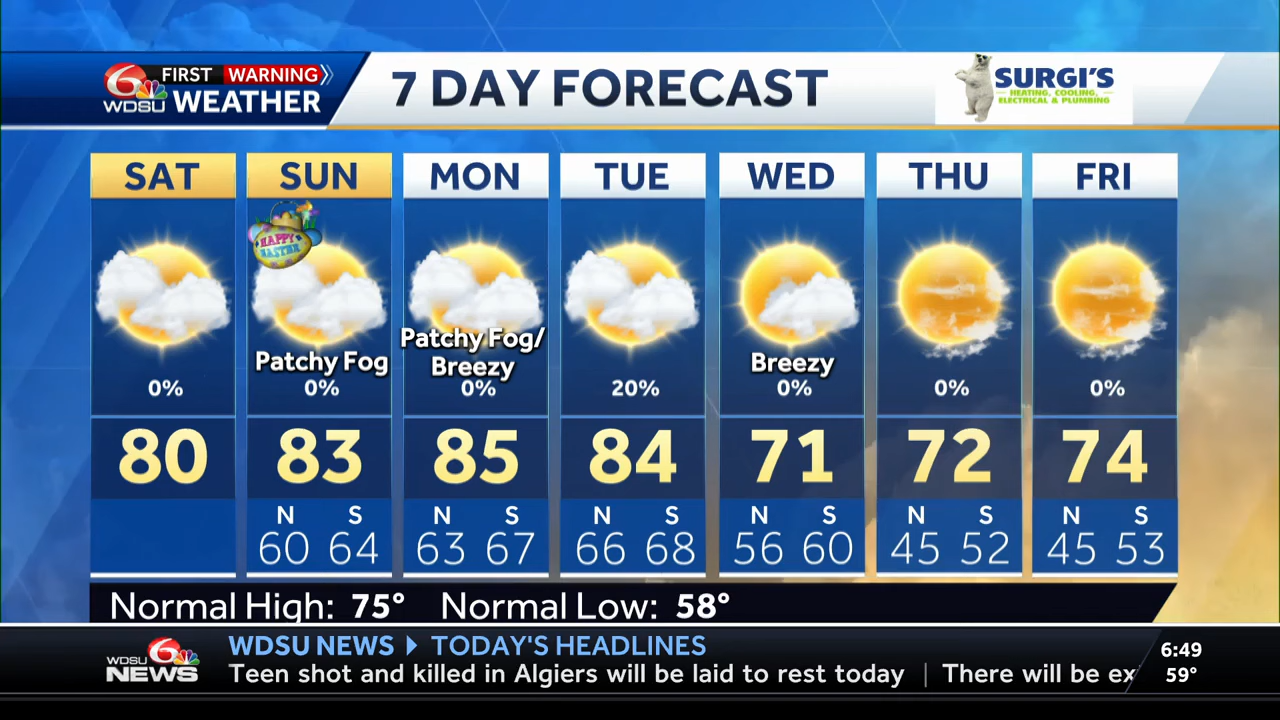 6
WDSU
FIRST WARNING
WEATHER
7 DAY FORECAST
SURGI'S
HEATING, COOLING,
ELECTRICAL & PLUMBING
SAT SUN MON TUE WED THU FRI
HAPPY
EASTER
Patchy Fog
Patchy Fog/
Breezy
Breezy
0% 0% 0% 20% 0% 0% 0%
80 83 85 84 71 72 74
N S N S N S N S N S N S
60 64 63 67 66 68 56 60 45 52 45 53
Normal High: 75° Normal Low: 58°
WDSU 6
NEWS
WDSU NEWS TODAY'S HEADLINES
Teen shot and killed in Algiers will be laid to rest today | There will be ex
6:49
59°